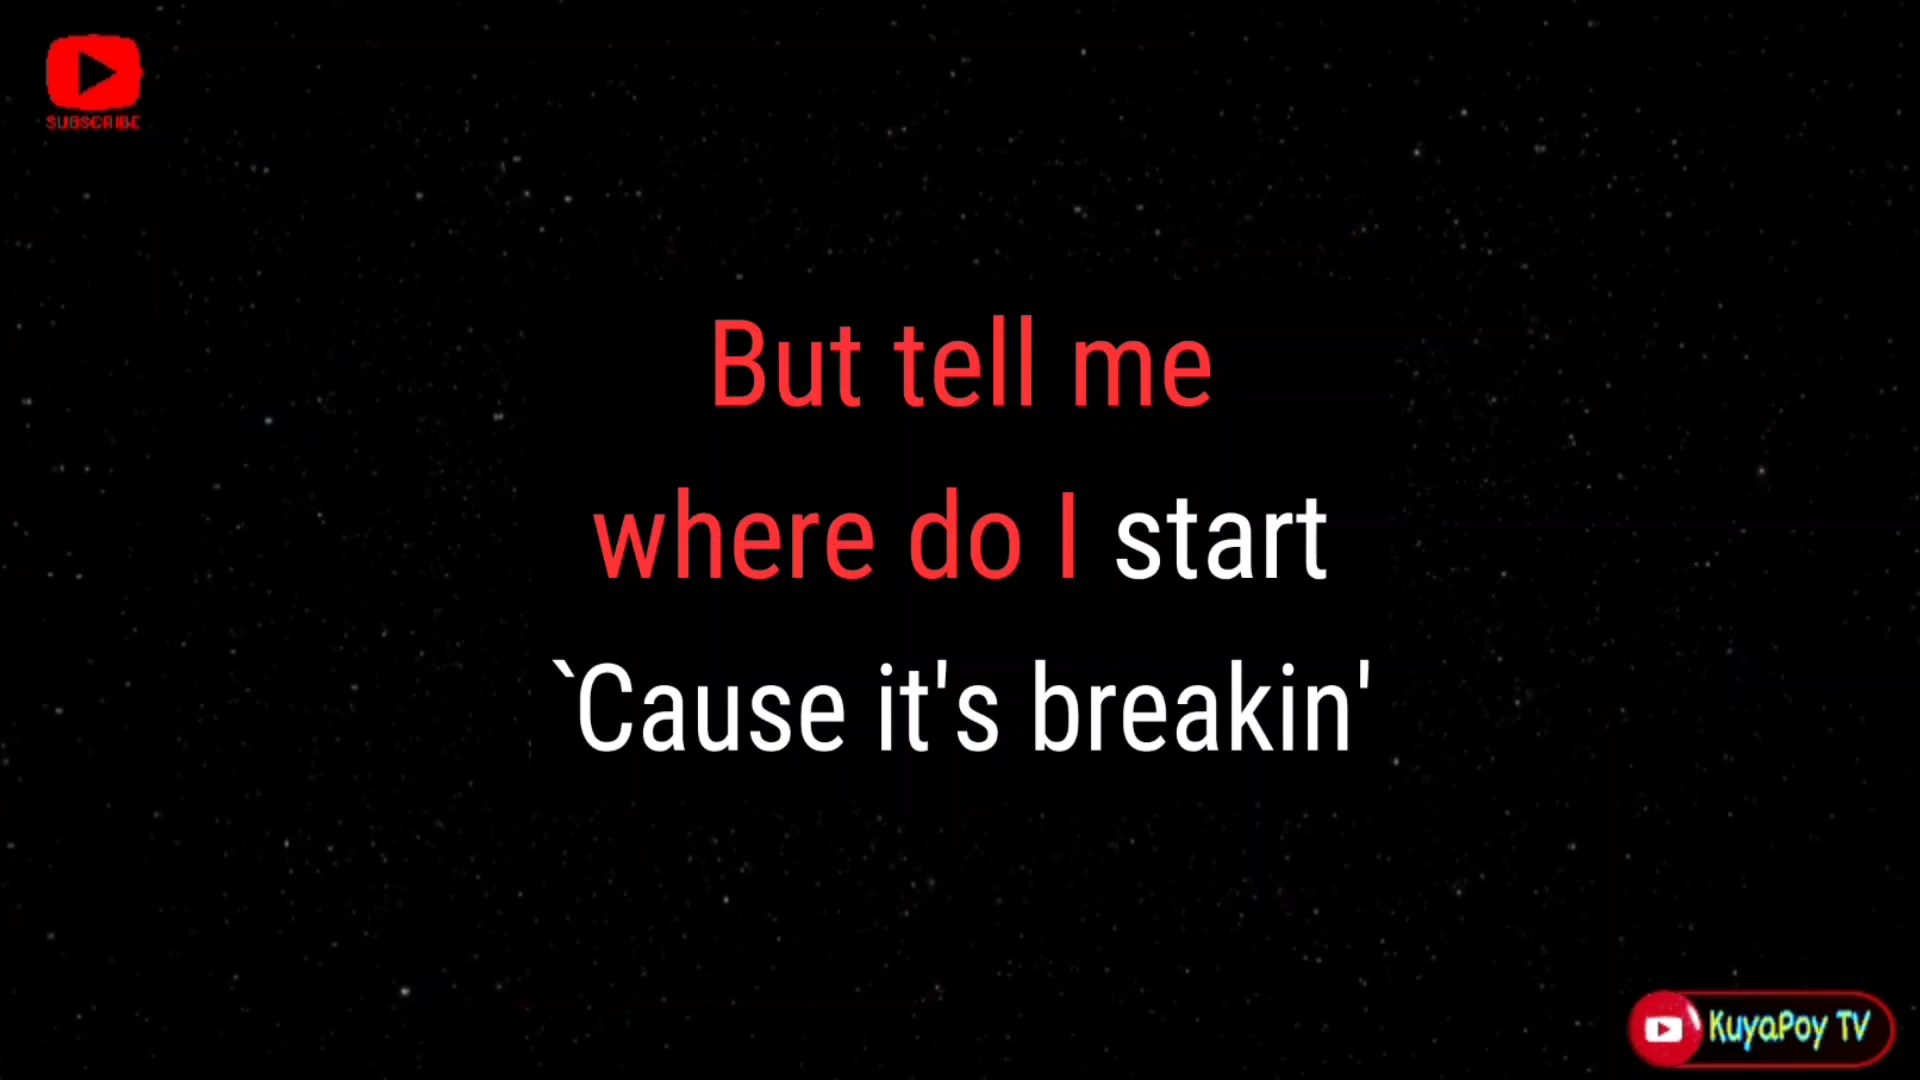 SUBSCRIBE
But tell me
where do I start
`Cause it's breakin'
KuyaPoy TV